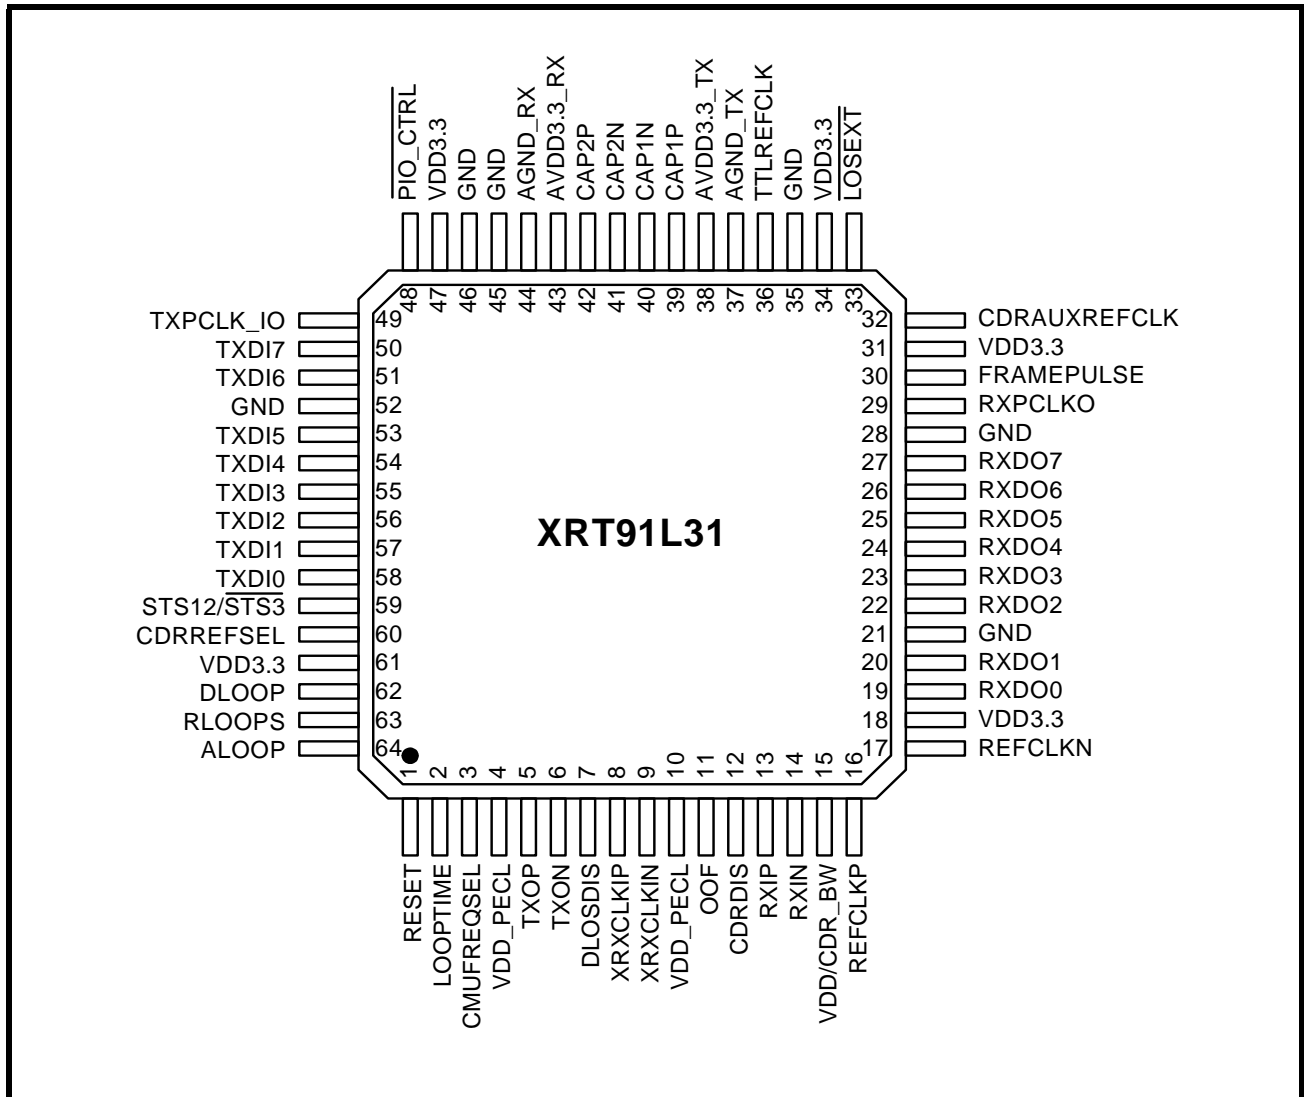 PIO_CTRL
VDD3.3
GND
GND
AGND_RX
AVDD3.3_RX
CAP2P
CAP2N
CAP1N
CAP1P
AVDD3.3_TX
AGND_TX
TTLREFCLK
GND
VDD3.3
LOSEXT
48 47 46 45 44 43 42 41 40 39 38 37 36 35 34 33
TXPCLK_IO 49 32 CDRAUXREFCLK
TXDI7 50 31 VDD3.3
TXDI6 51 30 FRAMEPULSE
GND 52 29 RXPCLKO
TXDI5 53 28 GND
TXDI4 54 27 RXDO7
TXDI3 55 26 RXDO6
TXDI2 56 25 RXDO5
XRT91L31
TXDI1 57 24 RXDO4
TXDI0 58 23 RXDO3
STS12/STS3 59 22 RXDO2
CDRREFSEL 60 21 GND
VDD3.3 61 20 RXDO1
DLOOP 62 19 RXDO0
RLOOPS 63 18 VDD3.3
ALOOP 64 17 REFCLKN
1 2 3 4 5 6 7 8 9 10 11 12 13 14 15 16
RESET
LOOPTIME
CMUFREQSEL
VDD_PECL
TXOP
TXON
DLOSDIS
XRXCLKIP
XRXCLKIN
VDD_PECL
OOF
CDRDIS
RXIP
RXIN
VDD/CDR_BW
REFCLKP